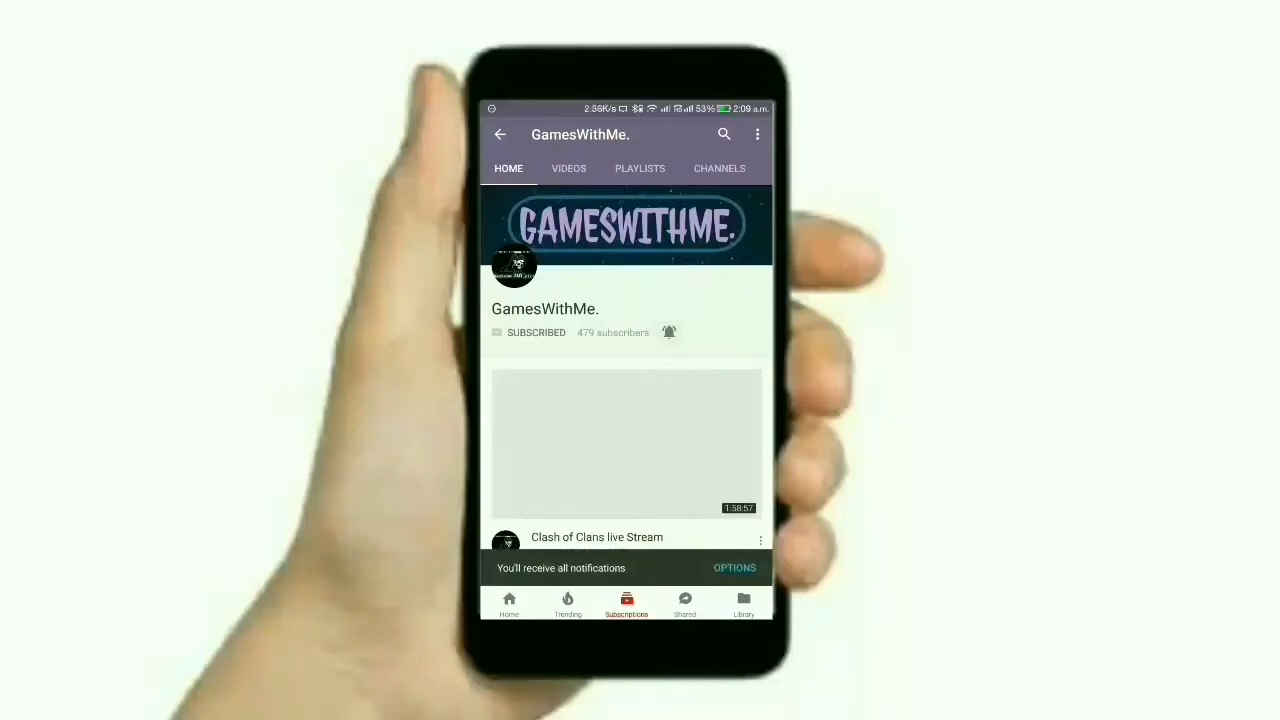 2.36K/s 53% 2:09 a.m.
GamesWithMe.
HOME VIDEOS PLAYLISTS CHANNELS
GAMESWITHME.
GamesWithMe.
SUBSCRIBED 479 subscribers
1:58:57
Clash of Clans live Stream
You'll receive all notifications OPTIONS
Home Trending Subscriptions Shared Library